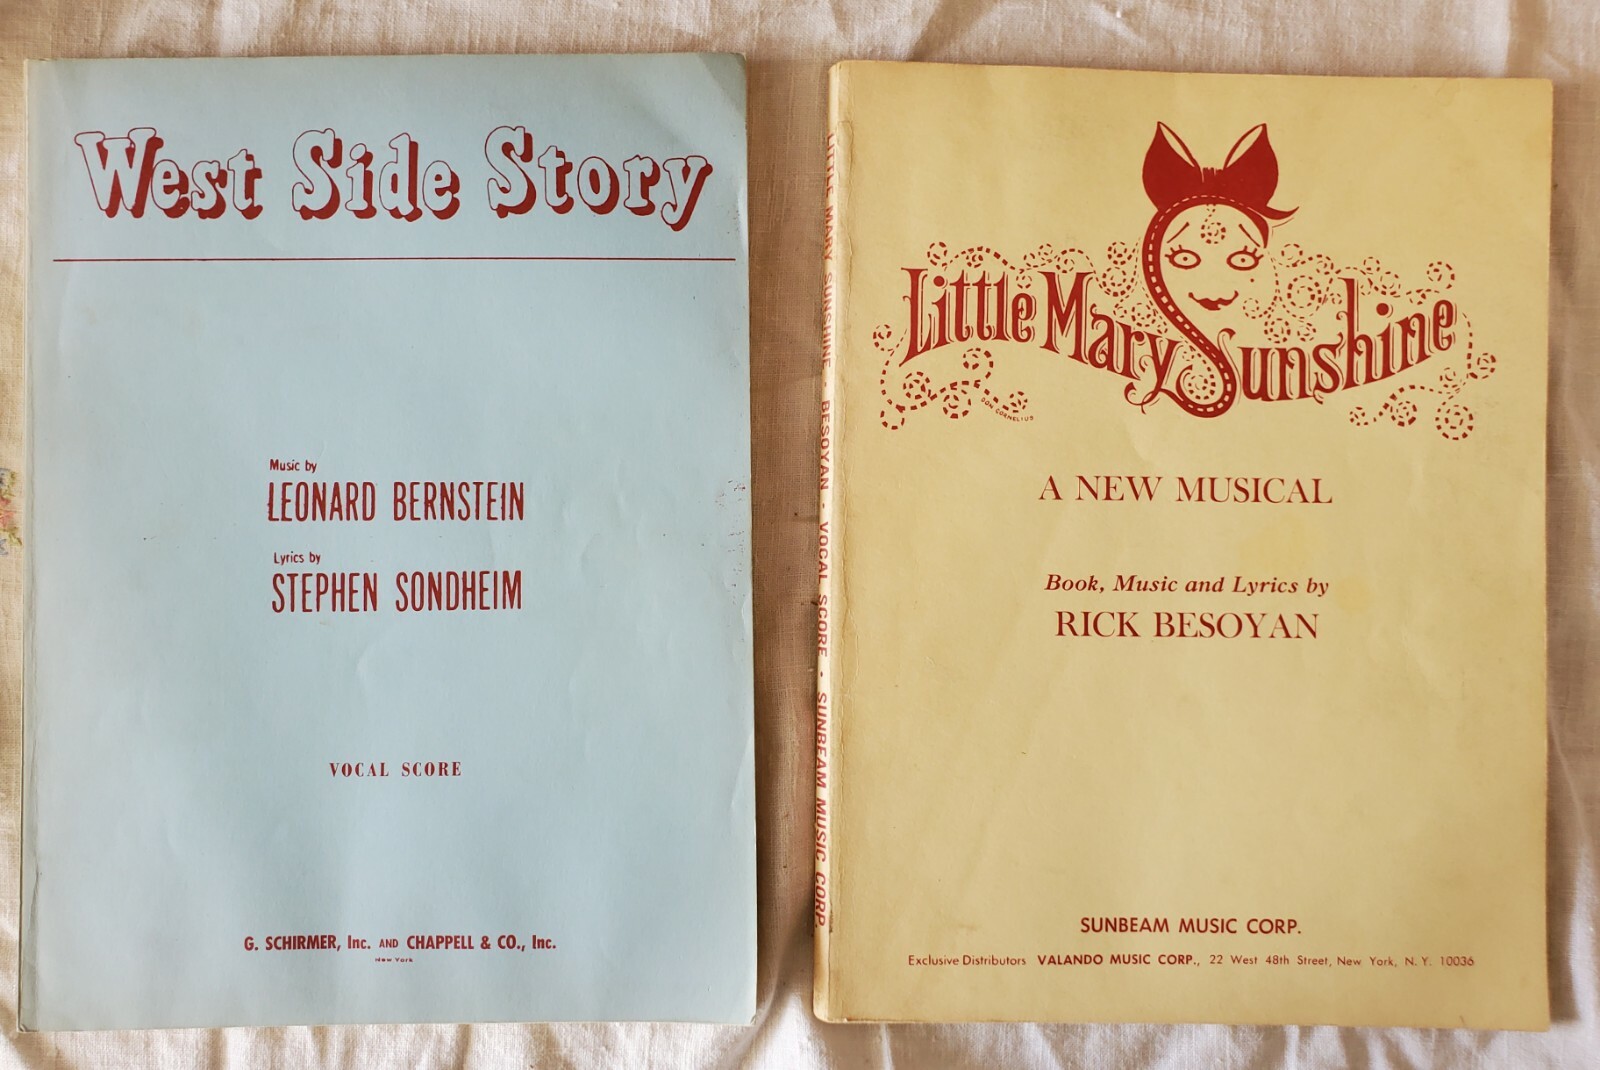 West Side Story
Music by
LEONARD BERNSTEIN
Lyrics by
STEPHEN SONDHEIM
VOCAL SCORE
G. SCHIRMER, Inc. AND CHAPPELL & CO., Inc.
New York
LITTLE MARY SUNSHINE - BESOYAN - VOCAL SCORE - SUNBEAM MUSIC CORP.
Little Mary Sunshine
DON CORNELIUS
A NEW MUSICAL
Book, Music and Lyrics by
RICK BESOYAN
SUNBEAM MUSIC CORP.
Exclusive Distributors VALANDO MUSIC CORP., 22 West 48th Street, New York, N. Y. 10036